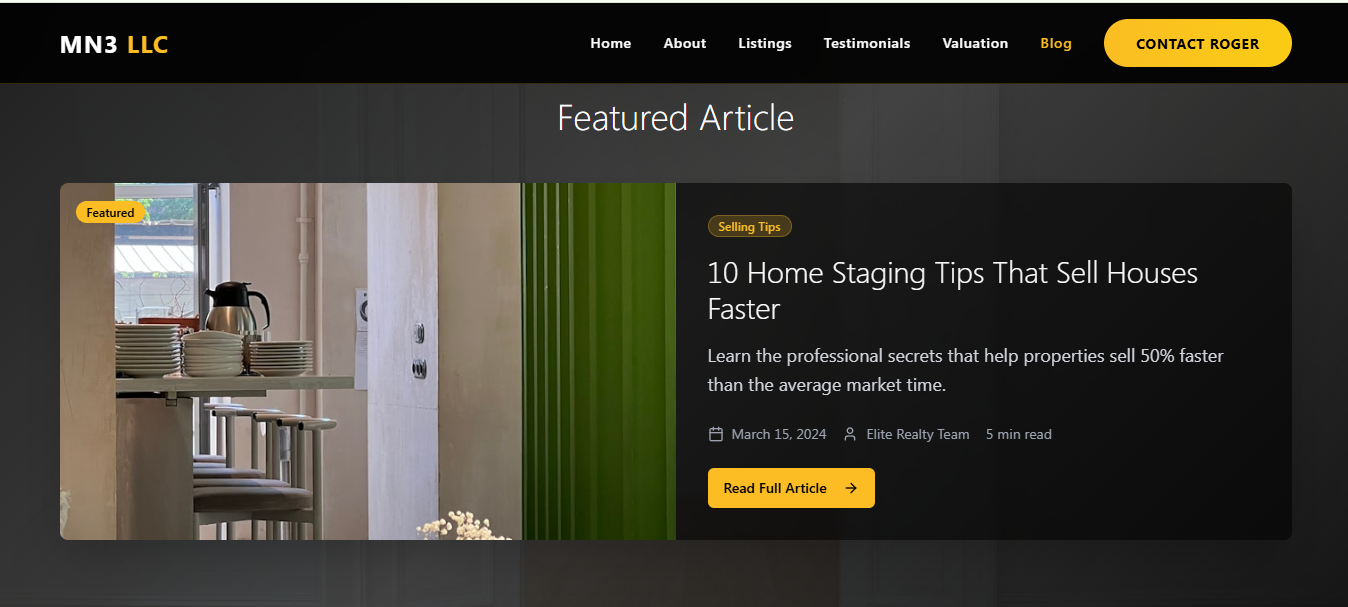 MN3 LLC
Home
About
Listings
Testimonials
Valuation
Blog
CONTACT ROGER
Featured Article
Featured
Selling Tips
10 Home Staging Tips That Sell Houses
Faster
Learn the professional secrets that help properties sell 50% faster
than the average market time.
March 15, 2024
Elite Realty Team
5 min read
Read Full Article